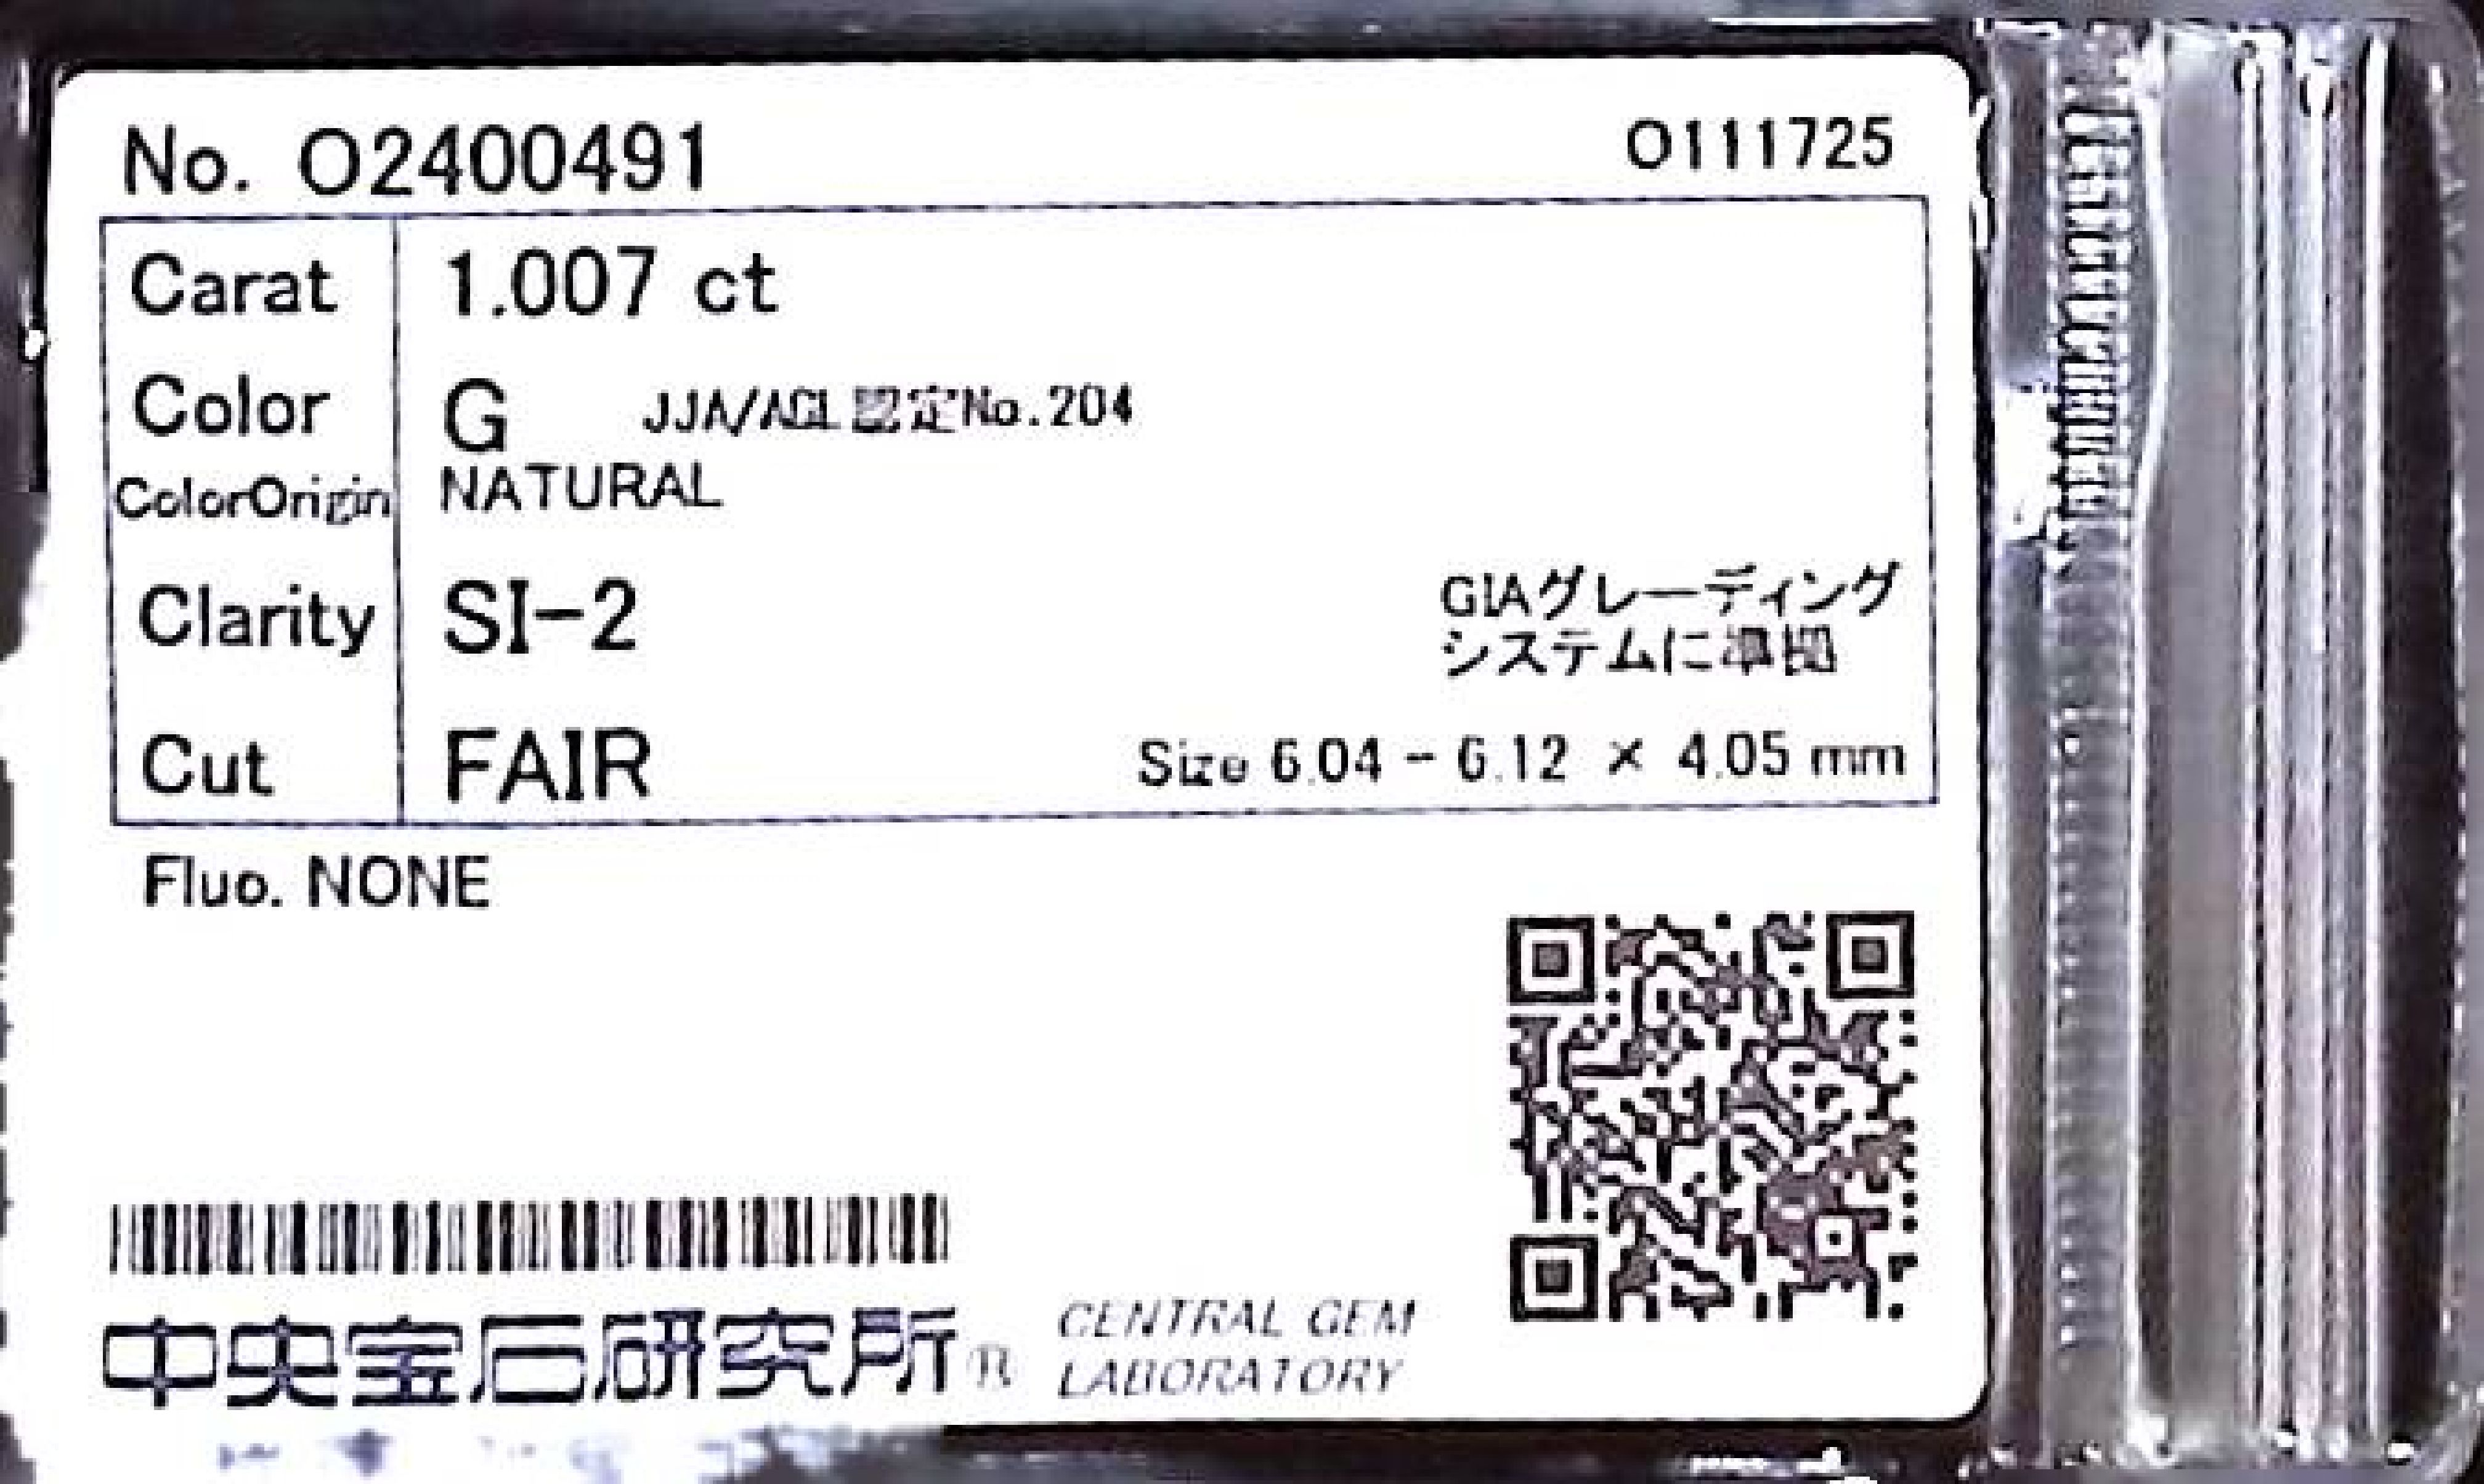 No. O2400491 O111725
Carat 1.007 ct
Color G JJA/AGL認定No.204
ColorOrigin NATURAL
Clarity SI-2
GIAグレーディング
システムに準拠
Cut FAIR Size 6.04 - 6.12 × 4.05 mm
Fluo. NONE
中央宝石研究所® CENTRAL GEM
LABORATORY